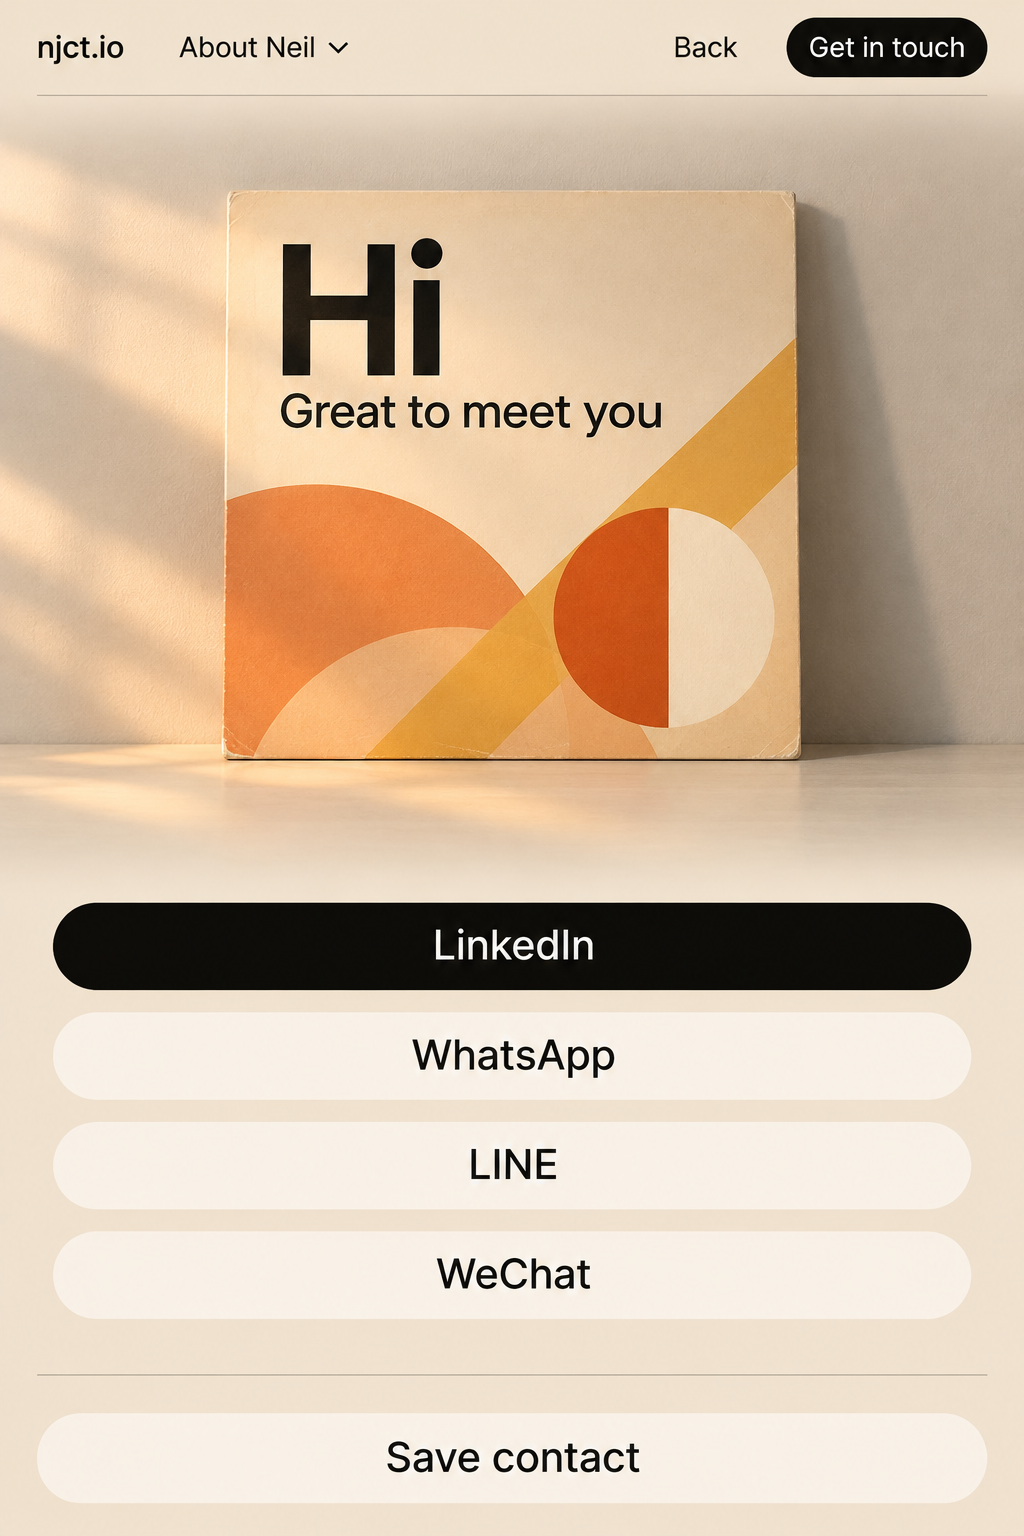 njct.io
About Neil
Back
Get in touch
Hi
Great to meet you
LinkedIn
WhatsApp
LINE
WeChat
Save contact